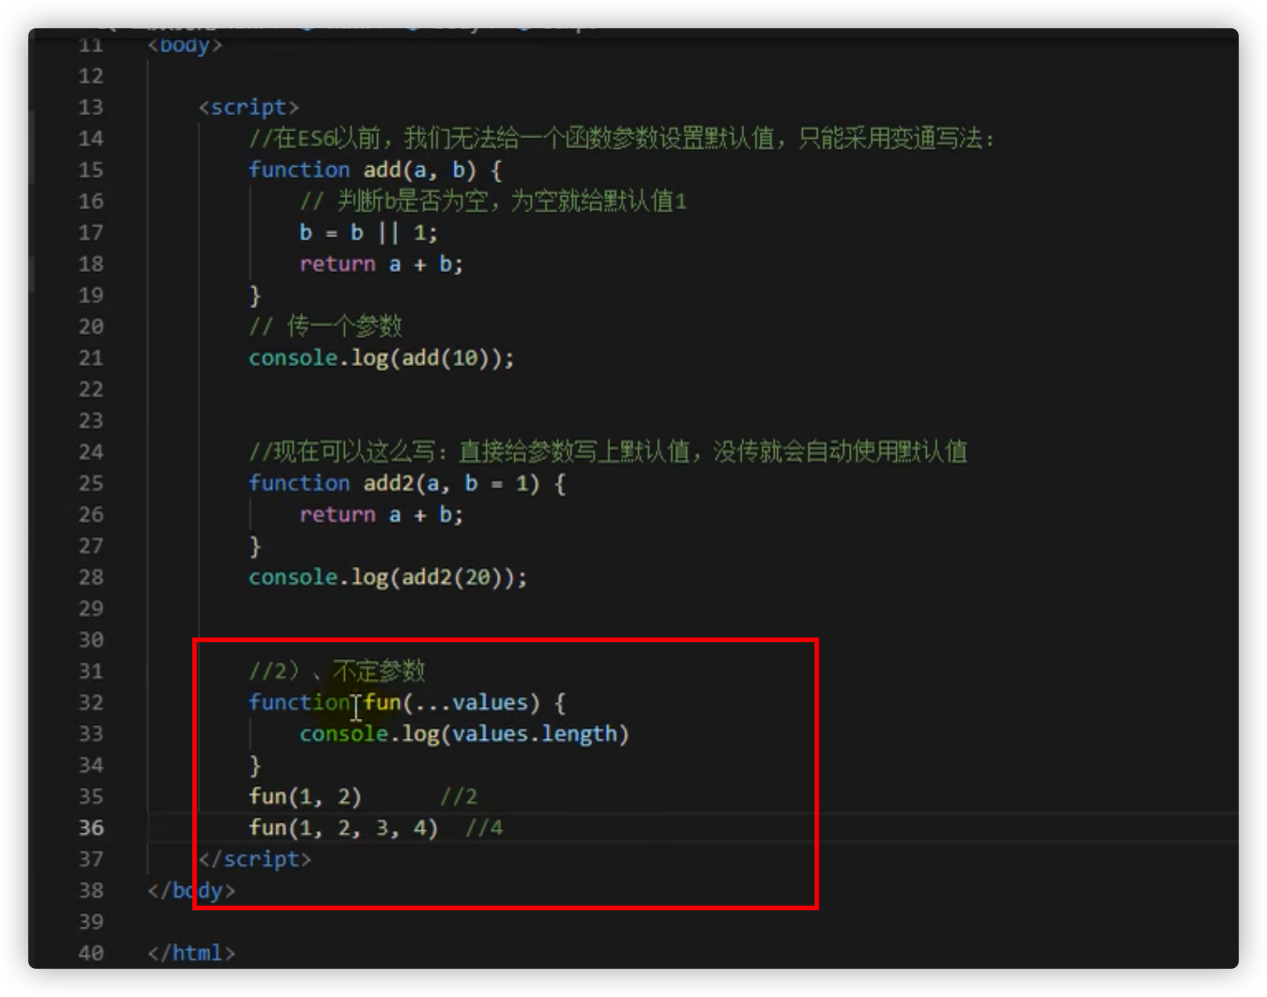 11 <body>
12
13 <script>
14 //在ES6以前，我们无法给一个函数参数设置默认值，只能采用变通写法：
15 function add(a, b) {
16 // 判断b是否为空，为空就给默认值1
17 b = b || 1;
18 return a + b;
19 }
20 // 传一个参数
21 console.log(add(10));
22
23
24 //现在可以这么写：直接给参数写上默认值，没传就会自动使用默认值
25 function add2(a, b = 1) {
26 return a + b;
27 }
28 console.log(add2(20));
29
30
31 //2）、不定参数
32 function fun(...values) {
33 console.log(values.length)
34 }
35 fun(1, 2) //2
36 fun(1, 2, 3, 4) //4
37 </script>
38 </body>
39
40 </html>